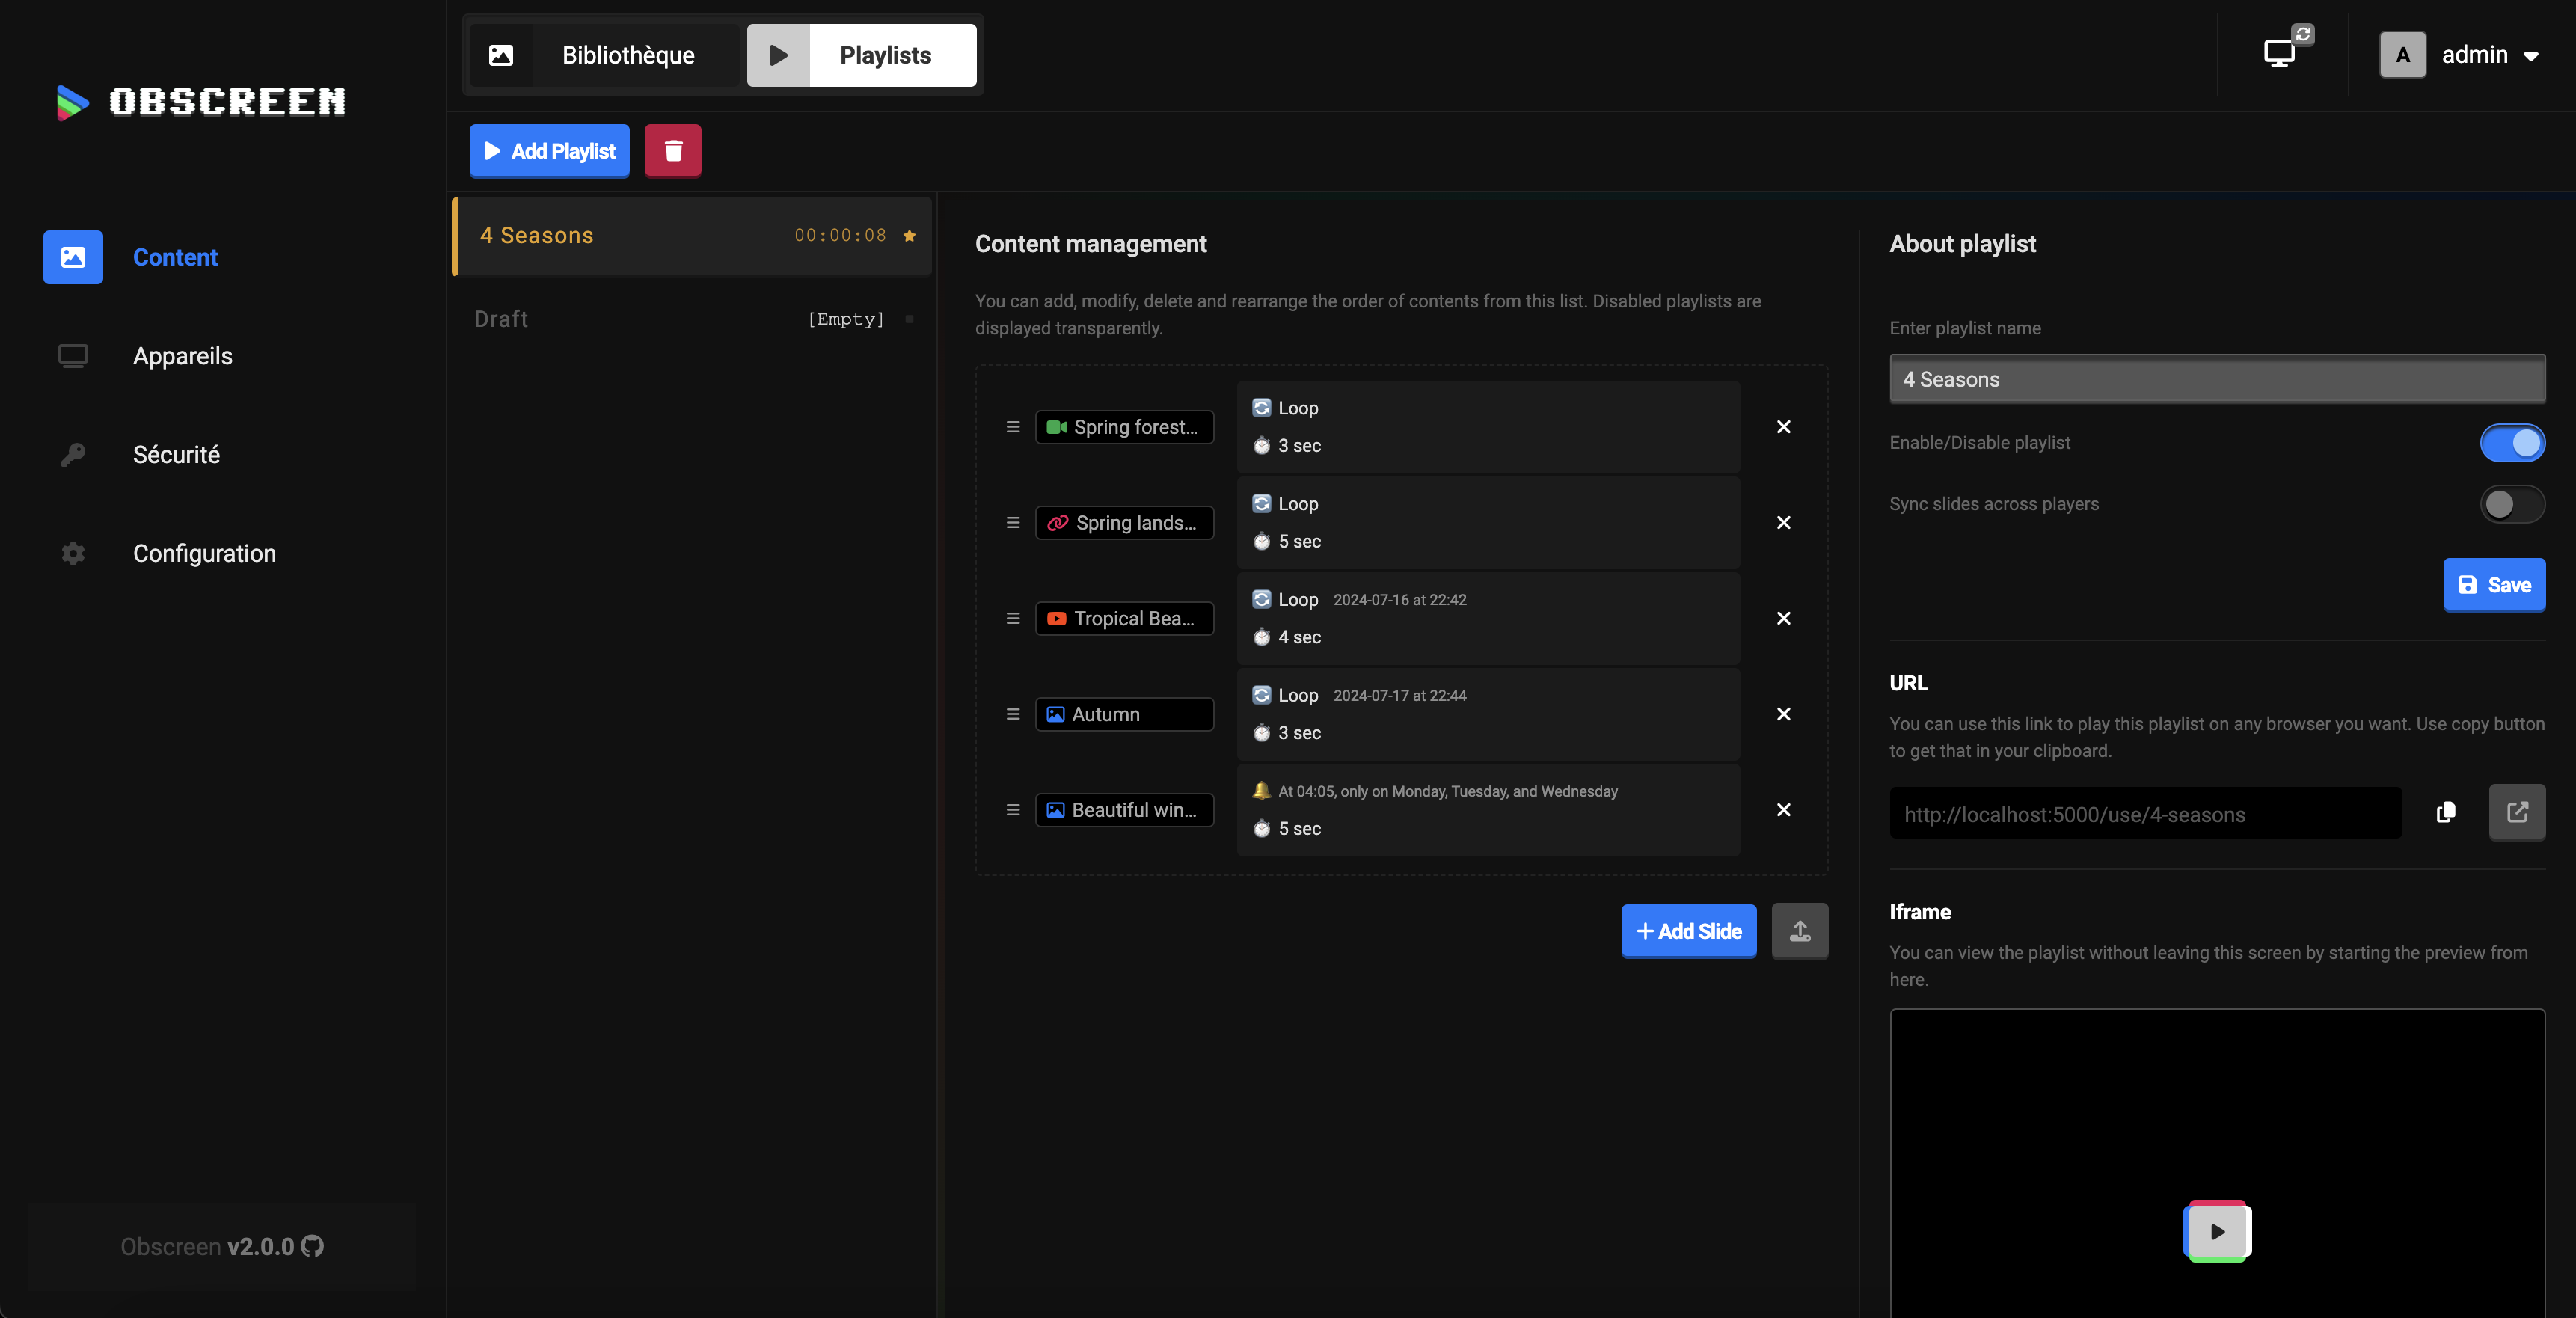 OBSCREEN
Content
Appareils
Sécurité
Configuration
Obscreen v2.0.0
Bibliothèque
Playlists
A
admin
Add Playlist
4 Seasons
00:00:08
Draft
[Empty]
Content management
You can add, modify, delete and rearrange the order of contents from this list. Disabled playlists are
displayed transparently.
Spring forest...
Loop
3 sec
Spring lands...
Loop
5 sec
Tropical Bea...
Loop 2024-07-16 at 22:42
4 sec
Autumn
Loop 2024-07-17 at 22:44
3 sec
Beautiful win...
At 04:05, only on Monday, Tuesday, and Wednesday
5 sec
+ Add Slide
About playlist
Enter playlist name
4 Seasons
Enable/Disable playlist
Sync slides across players
Save
URL
You can use this link to play this playlist on any browser you want. Use copy button
to get that in your clipboard.
http://localhost:5000/use/4-seasons
Iframe
You can view the playlist without leaving this screen by starting the preview from
here.